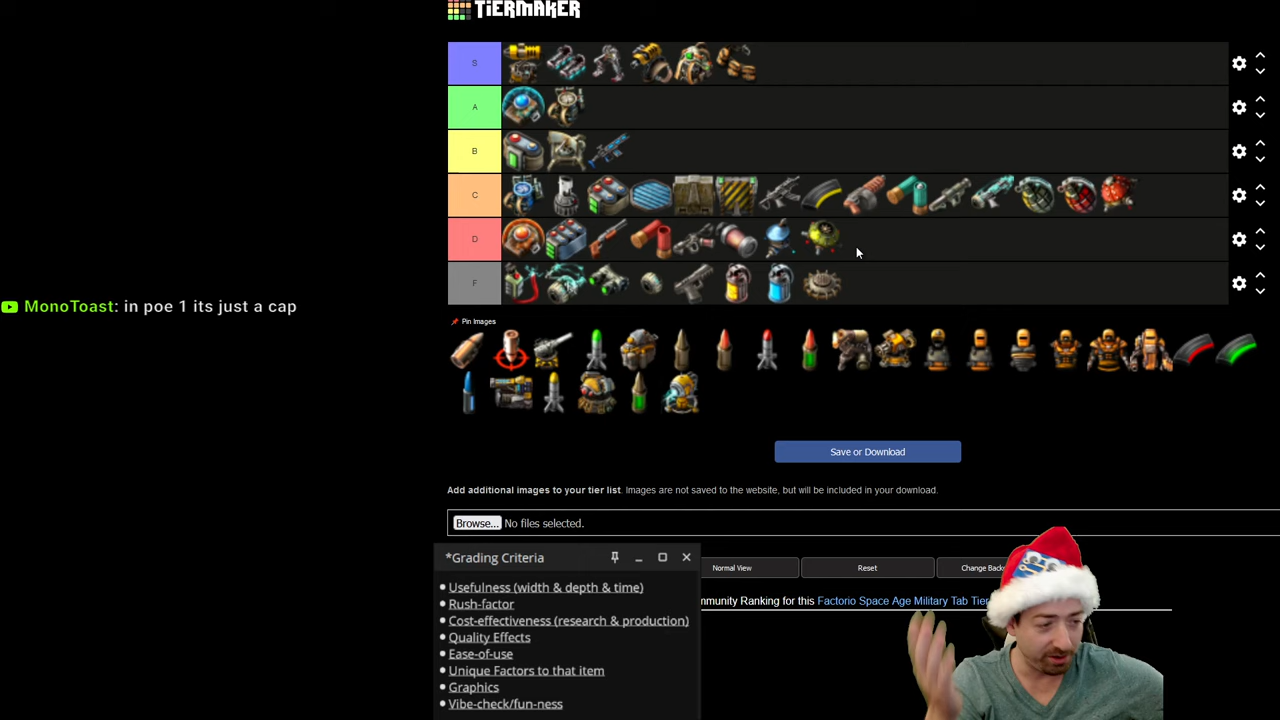 TiERMAKER
S
A
B
C
D
F
MonoToast: in poe 1 its just a cap
Pin Images
Save or Download
Add additional images to your tier list. Images are not saved to the website, but will be included in your download.
Browse... No files selected.
*Grading Criteria
Usefulness (width & depth & time)
Rush-factor
Cost-effectiveness (research & production)
Quality Effects
Ease-of-use
Unique Factors to that item
Graphics
Vibe-check/fun-ness
Normal View
Reset
Change Back
mmunity Ranking for this Factorio Space Age Military Tab Tier